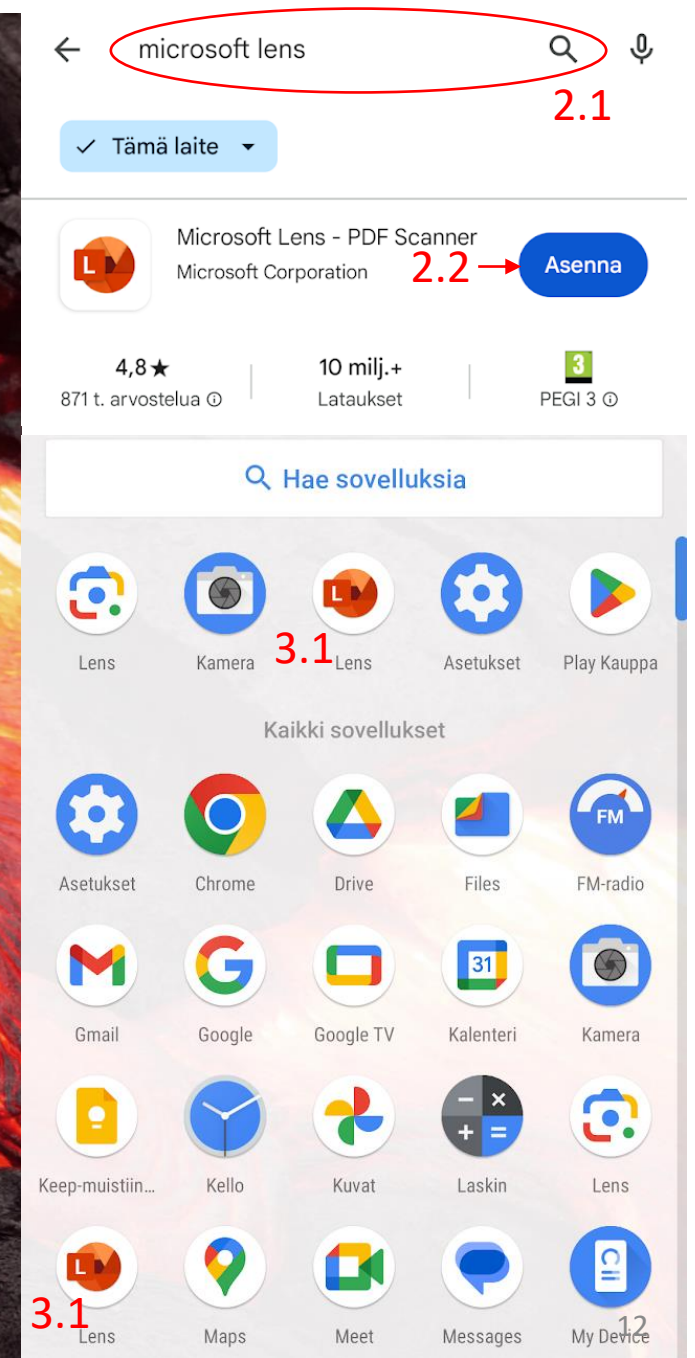 microsoft lens
2.1
Tämä laite
L
Microsoft Lens - PDF Scanner
Microsoft Corporation
2.2
Asenna
4,8★
10 milj.+
3
871 t. arvostelua
Lataukset
PEGI 3
Hae sovelluksia
L
Lens
Kamera
3.1
Lens
Asetukset
Play Kauppa
Kaikki sovellukset
FM
Asetukset
Chrome
Drive
Files
FM-radio
31
Gmail
Google
Google TV
Kalenteri
Kamera
Keep-muistiin...
Kello
Kuvat
Laskin
Lens
L
3.1
Lens
Maps
Meet
Messages
My Device
12